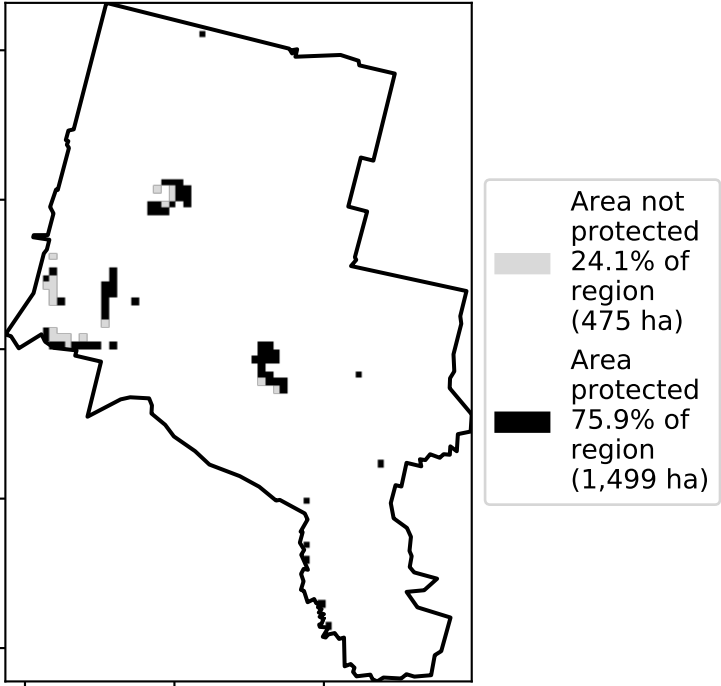 Area not
protected
24.1% of
region
(475 ha)
Area
protected
75.9% of
region
(1,499 ha)